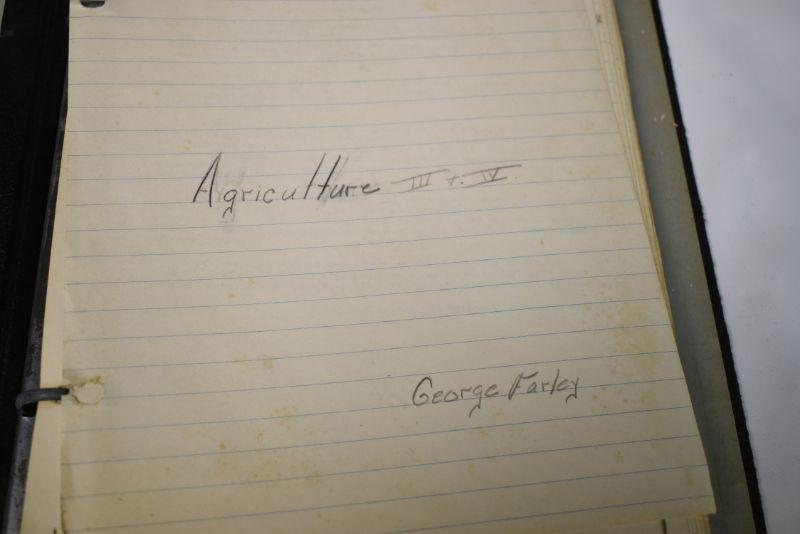 Agriculture III + IV.
George Farley